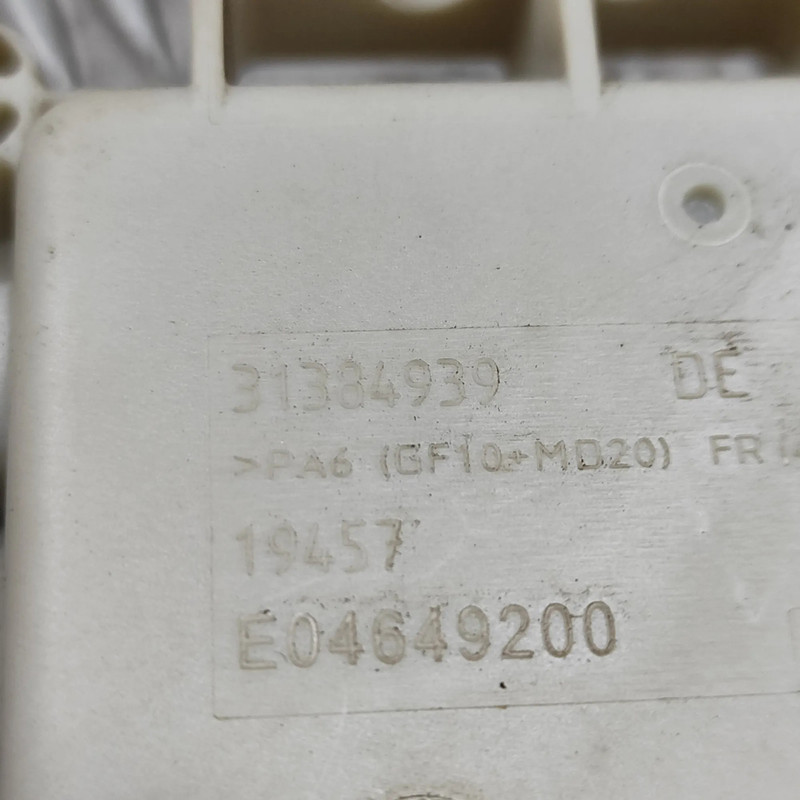 31384939 DE
>PA6 (GF10+MD20) FR
19457
E04649200